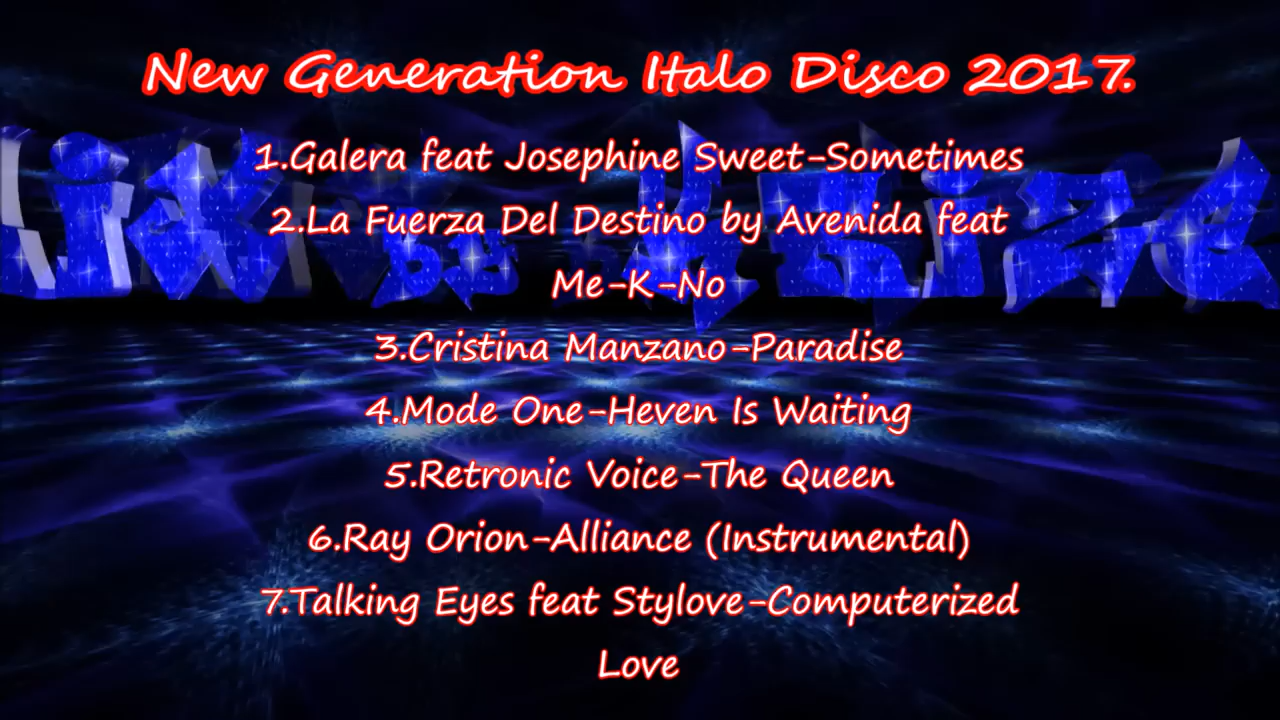 New Generation Italo Disco 2017.
1.Galera feat Josephine Sweet-Sometimes
2.La Fuerza Del Destino by Avenida feat
Me-K-No
3.Cristina Manzano-Paradise
4.Mode One-Heven Is Waiting
5.Retronic Voice-The Queen
6.Ray Orion-Alliance (Instrumental)
7.Talking Eyes feat Stylove-Computerized
Love